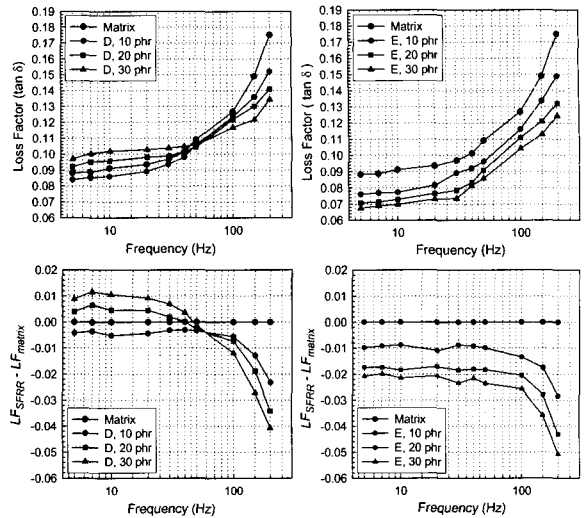 0.19
0.18
0.17
0.16
0.15
0.14
0.13
0.12
0.11
0.10
0.09
0.08
0.07
0.06
Loss Factor (tan δ)
Matrix
D, 10 phr
D, 20 phr
D, 30 phr
10
100
Frequency (Hz)
0.19
0.18
0.17
0.16
0.15
0.14
0.13
0.12
0.11
0.10
0.09
0.08
0.07
0.06
Loss Factor ( tan δ )
Matrix
E, 10 phr
E, 20 phr
E, 30 phr
10
100
Frequency (Hz)
0.02
0.01
0.00
-0.01
-0.02
-0.03
-0.04
-0.05
-0.06
LFSFRR - LFmatrix
Matrix
D, 10 phr
D, 20 phr
D, 30 phr
10
100
Frequency (Hz)
0.02
0.01
0.00
-0.01
-0.02
-0.03
-0.04
-0.05
-0.06
LFSFRR - LFmatrix
Matrix
E, 10 phr
E, 20 phr
E, 30 phr
10
100
Frequency (Hz)